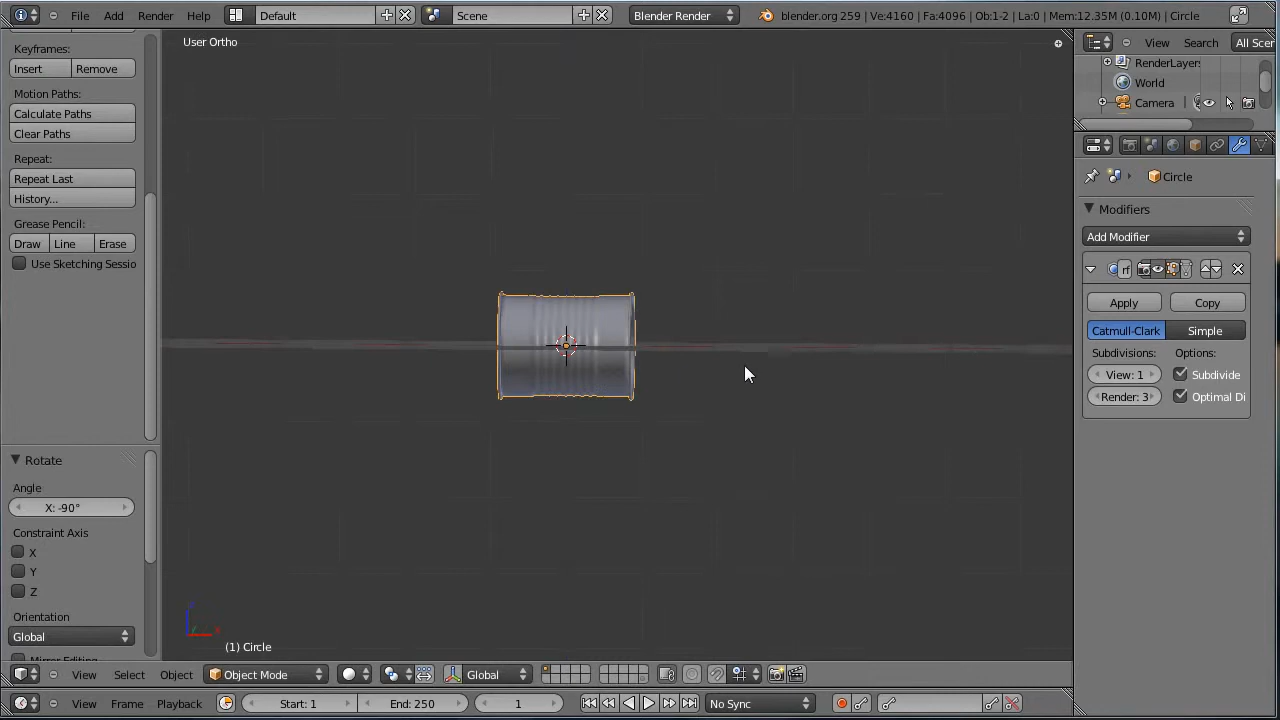 File Add Render Help Default Scene Blender Render blender.org 259 | Ve:4160 | Fa:4096 | Ob:1-2 | La:0 | Mem:12.35M (0.10M) | Circle
User Ortho
View Search All Scen
Keyframes:
Insert Remove
Motion Paths:
Calculate Paths
Clear Paths
Repeat:
Repeat Last
History...
Grease Pencil:
Draw Line Erase
Use Sketching Sessio
Rotate
Angle
X: -90°
Constraint Axis
X
Y
Z
Orientation
Global
(1) Circle
RenderLayers
World
Camera
Circle
Modifiers
Add Modifier
rf
Apply Copy
Catmull-Clark Simple
Subdivisions: Options:
View: 1 Subdivide
Render: 3 Optimal Di
View Select Object Object Mode Global
View Frame Playback Start: 1 End: 250 1 No Sync